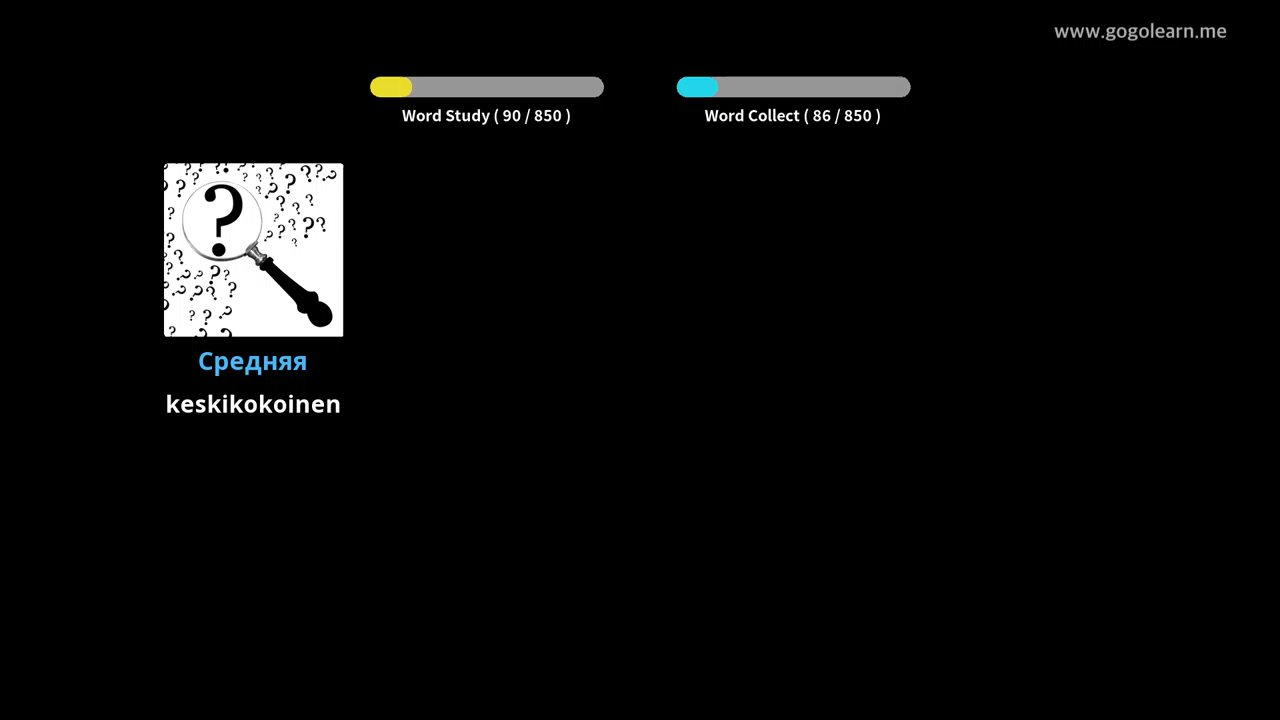 www.gogolearn.me
Word Study ( 90 / 850 )
Word Collect ( 86 / 850 )
Средняя
keskikokoinen